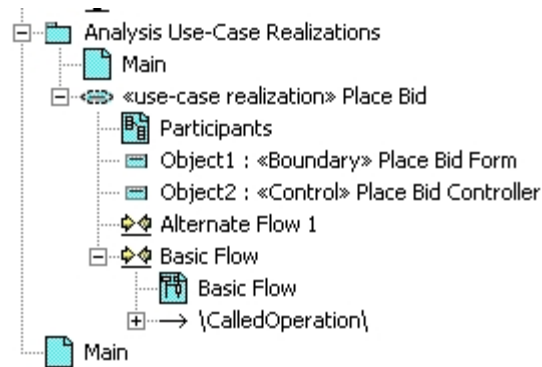 Analysis Use-Case Realizations
Main
«use-case realization» Place Bid
Participants
Object1 : «Boundary» Place Bid Form
Object2 : «Control» Place Bid Controller
Alternate Flow 1
Basic Flow
Basic Flow
\CalledOperation\
Main